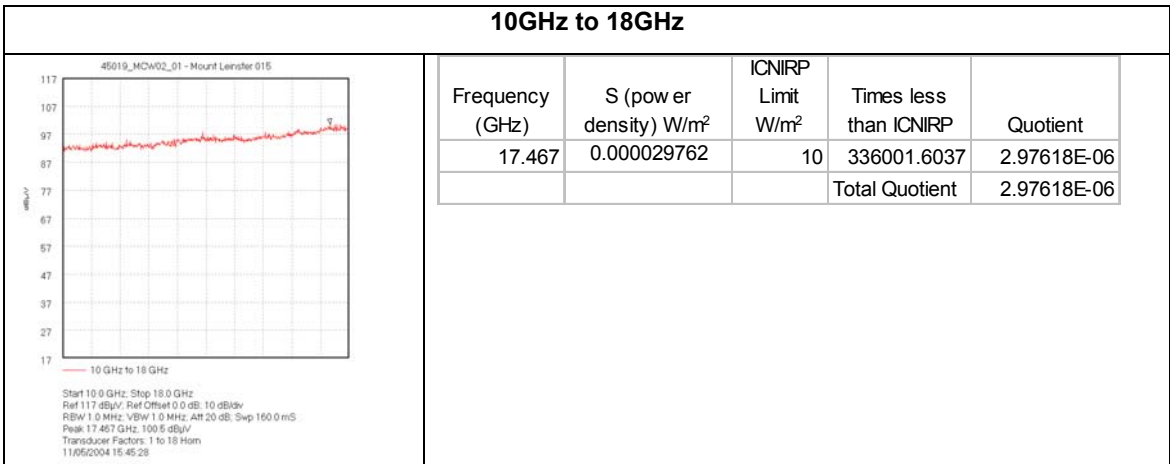 10GHz to 18GHz
45019_MCW02_01 - Mount Leinster 015
117
107
97
87
77
67
57
47
37
27
17
dBµV
10 GHz to 18 GHz
Start 10.0 GHz; Stop 18.0 GHz
Ref 117 dBµV; Ref Offset 0.0 dB; 10 dB/div
RBW 1.0 MHz; VBW 1.0 MHz; Att 20 dB; Swp 160.0 mS
Peak 17.467 GHz, 100.5 dBµV
Transducer Factors: 1 to 18 Horn
11/05/2004 15:45:28
Frequency (GHz) S (pow er density) W/m² ICNIRP Limit W/m² Times less than ICNIRP Quotient
17.467 0.000029762 10 336001.6037 2.97618E-06
Total Quotient 2.97618E-06